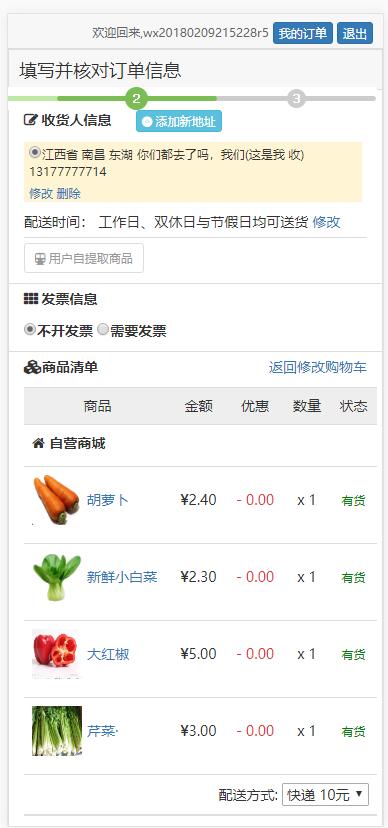 欢迎回来,wx20180209215228r5 我的订单 退出
填写并核对订单信息
2 3
收货人信息 添加新地址
江西省 南昌 东湖 你们都去了吗，我们(这是我 收)
13177777714
修改 删除
配送时间： 工作日、双休日与节假日均可送货 修改
用户自提取商品
发票信息
不开发票 需要发票
商品清单 返回修改购物车
商品 金额 优惠 数量 状态
自营商城
胡萝卜 ¥2.40 - 0.00 x 1 有货
新鲜小白菜 ¥2.30 - 0.00 x 1 有货
大红椒 ¥5.00 - 0.00 x 1 有货
芹菜· ¥3.00 - 0.00 x 1 有货
配送方式: 快递 10元